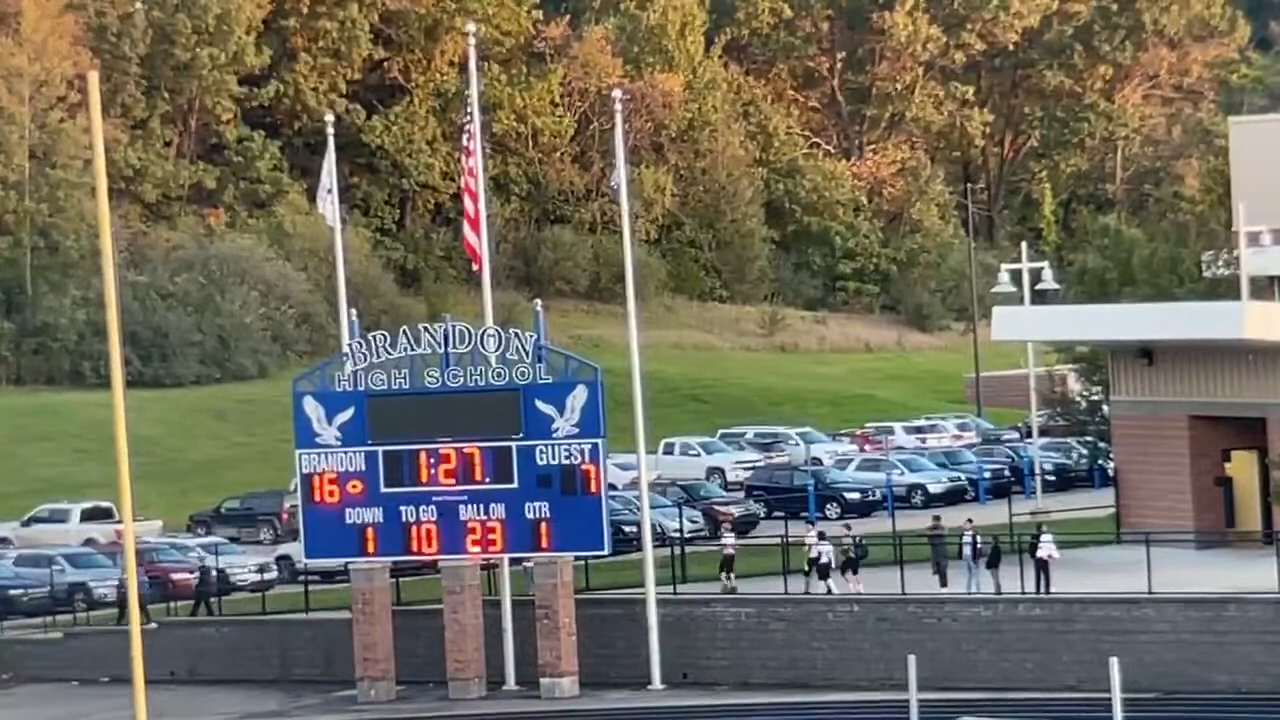 BRANDON
HIGH SCHOOL
BRANDON 1:27 GUEST
16 7
DOWN TO GO BALL ON QTR
1 10 23 1